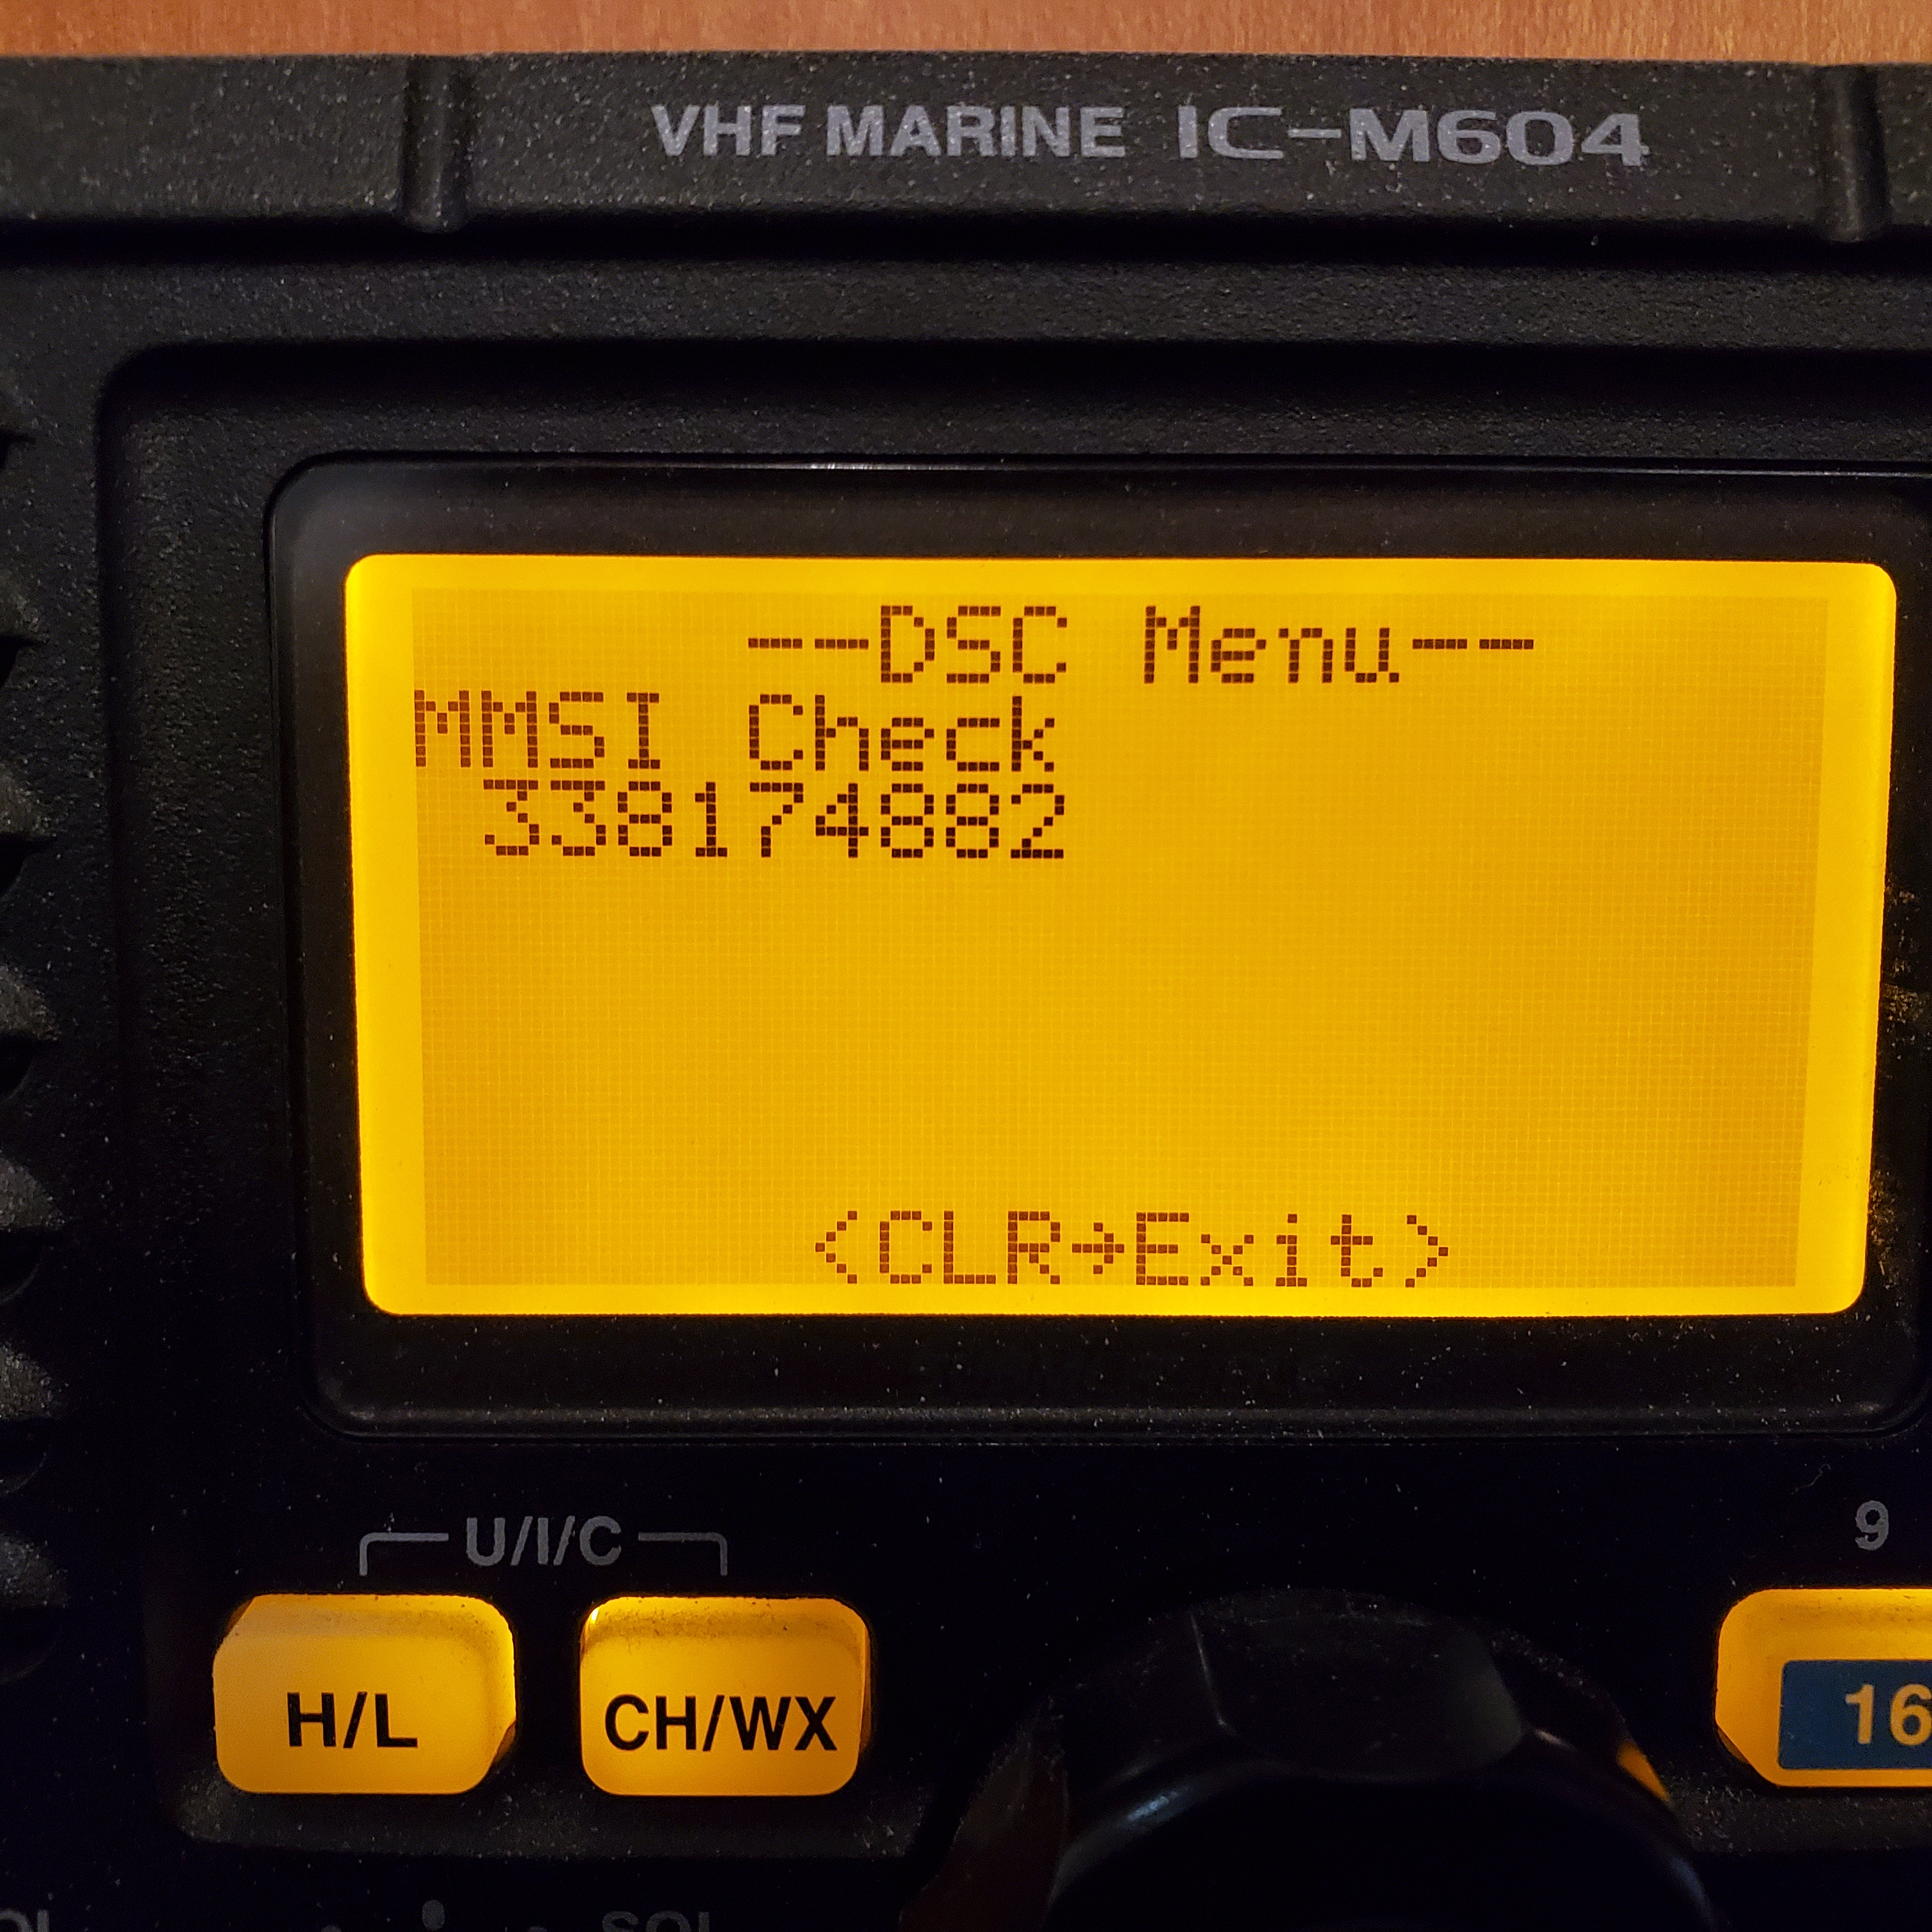 VHF MARINE IC-M604
--DSC Menu--
MMSI Check
338174882
<CLR→Exit>
U/I/C
9
H/L
CH/WX
16